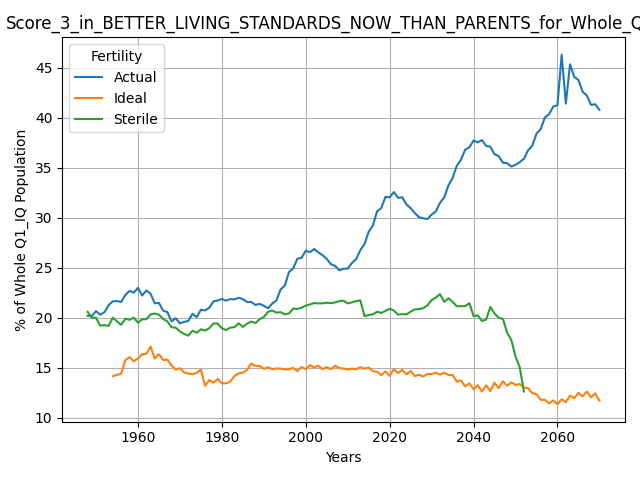 Score_3_in_BETTER_LIVING_STANDARDS_NOW_THAN_PARENTS_for_Whole_Q
Fertility
Actual
Ideal
Sterile
45
40
35
30
25
20
15
10
% of Whole Q1_IQ Population
1960 1980 2000 2020 2040 2060
Years